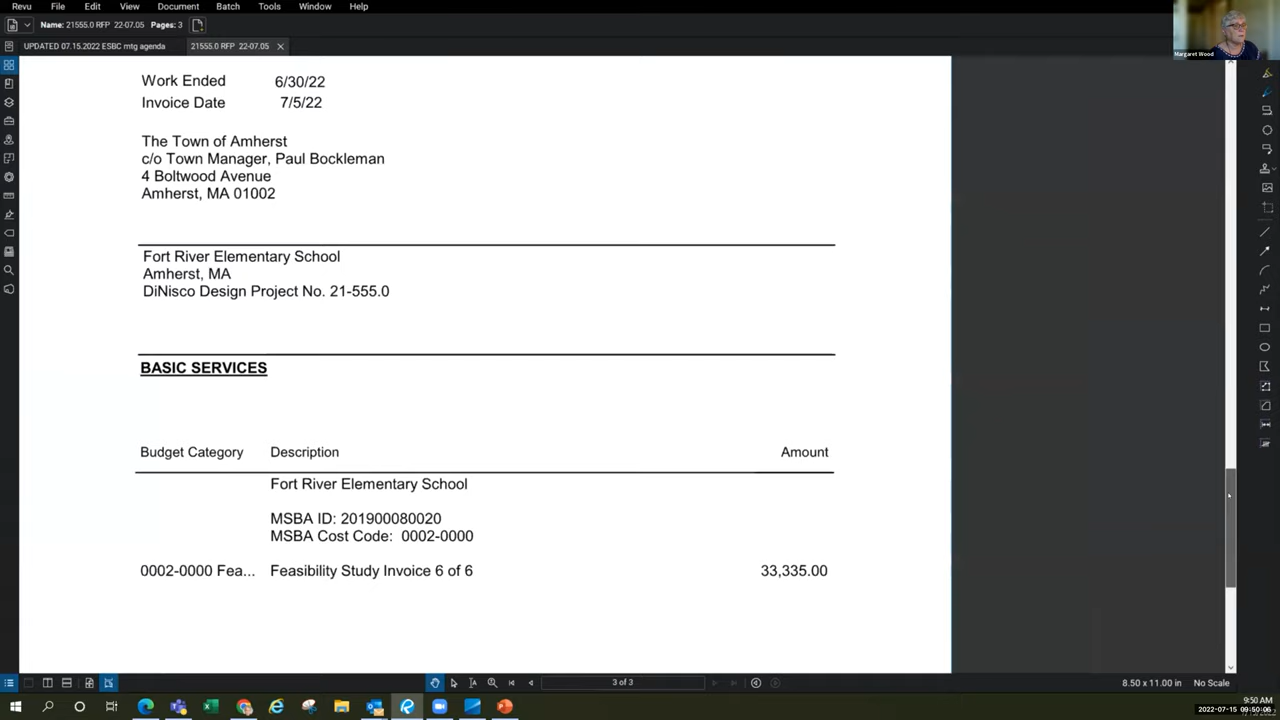 Revu File Edit View Document Batch Tools Window Help
Name: 21555.0 RFP 22-07.05 Pages: 3
UPDATED 07.15.2022 ESBC mtg agenda 21555.0 RFP 22-07.05
Margaret Wood
Work Ended 6/30/22
Invoice Date 7/5/22
The Town of Amherst
c/o Town Manager, Paul Bockleman
4 Boltwood Avenue
Amherst, MA 01002
Fort River Elementary School
Amherst, MA
DiNisco Design Project No. 21-555.0
BASIC SERVICES
Budget Category Description Amount
Fort River Elementary School
MSBA ID: 201900080020
MSBA Cost Code: 0002-0000
0002-0000 Fea... Feasibility Study Invoice 6 of 6 33,335.00
3 of 3 8.50 x 11.00 in No Scale
9:50 AM
2022-07-15 09:50:06